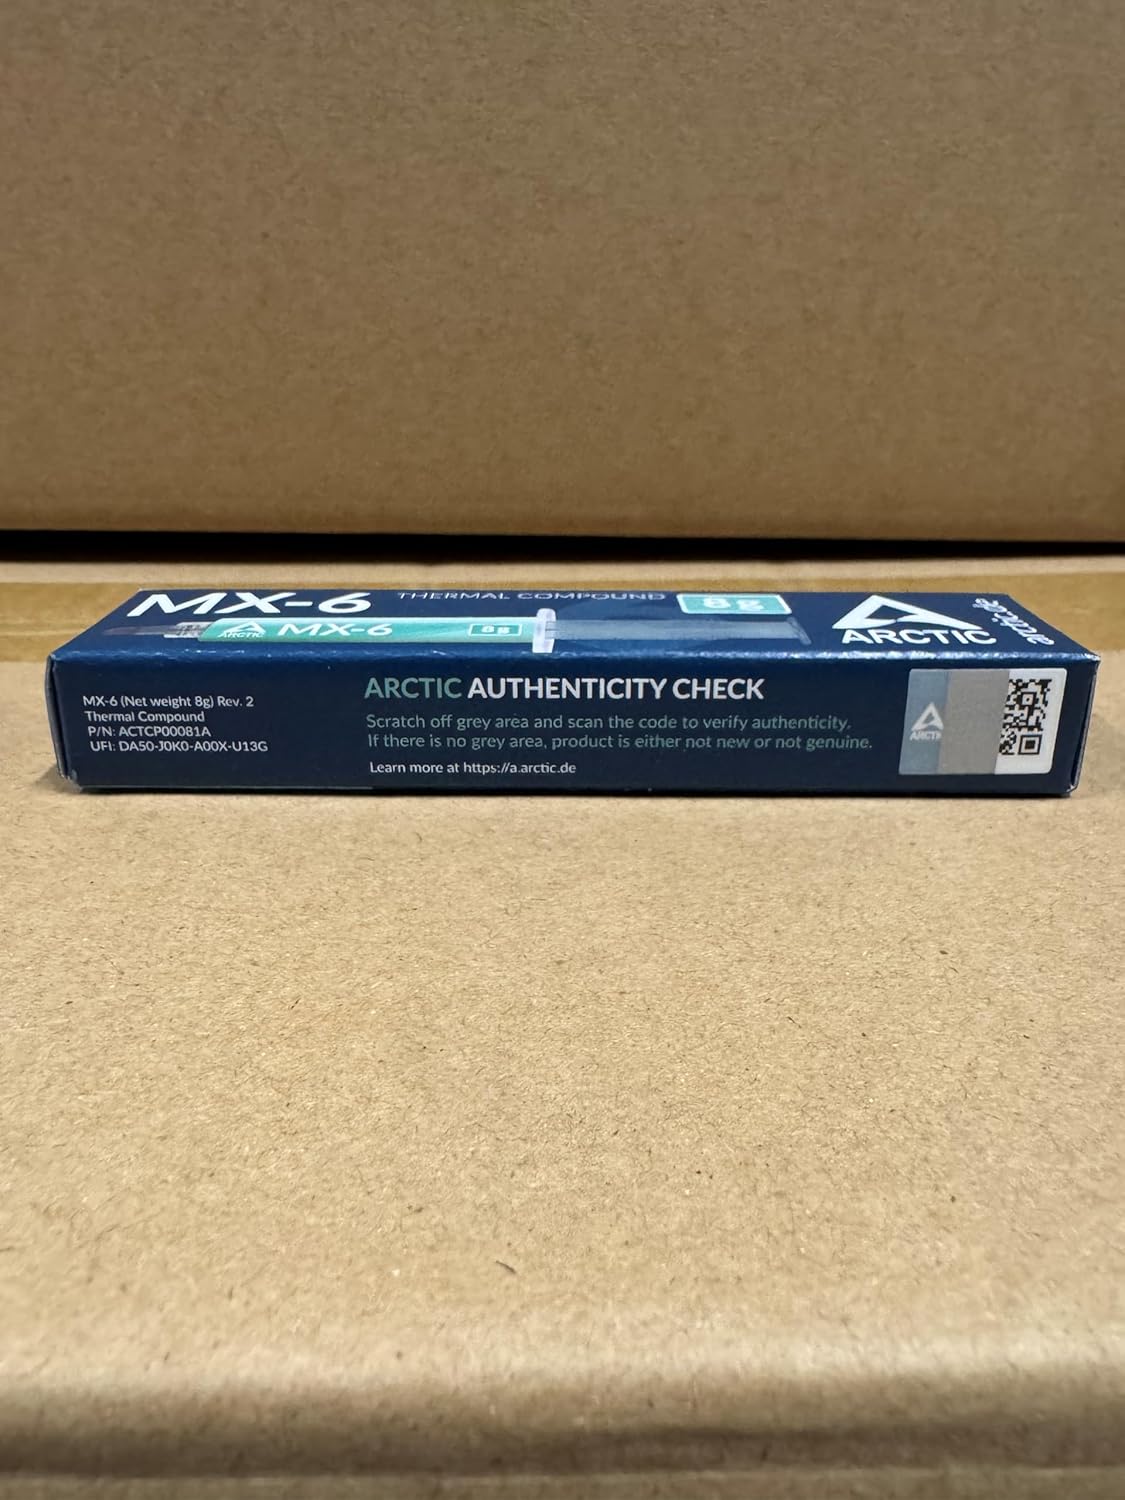 MX-6 THERMAL COMPOUND 8g
ARCTIC MX-6 8g
ARCTIC
arctic.de
MX-6 (Net weight 8g) Rev. 2
Thermal Compound
P/N: ACTCP00081A
UFI: DA50-J0K0-A00X-U13G
ARCTIC AUTHENTICITY CHECK
Scratch off grey area and scan the code to verify authenticity.
If there is no grey area, product is either not new or not genuine.
Learn more at https://a.arctic.de
ARCTI